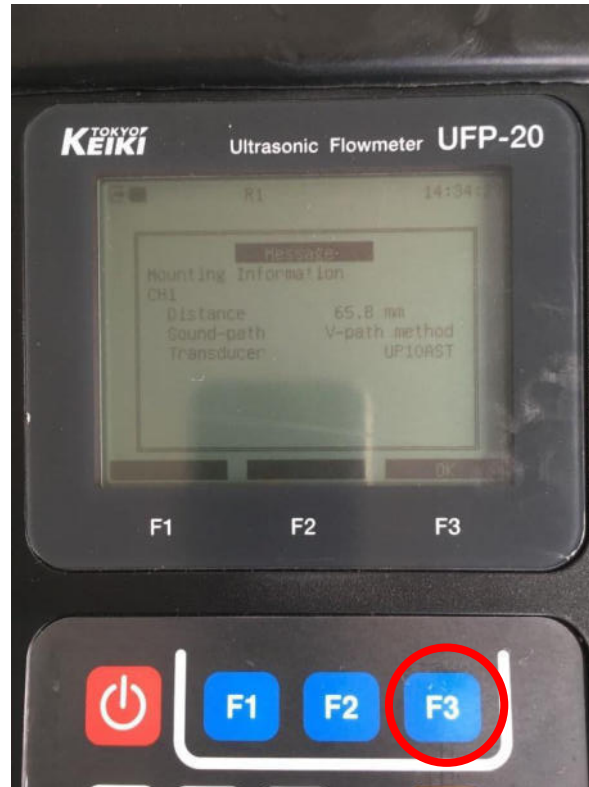 TOKYO
KEIKI Ultrasonic Flowmeter UFP-20
R1 14:34:
Message
Mounting Information
CH1
Distance 65.8 mm
Sound-path V-path method
Transducer UP10AST
OK
F1 F2 F3
F1 F2 F3